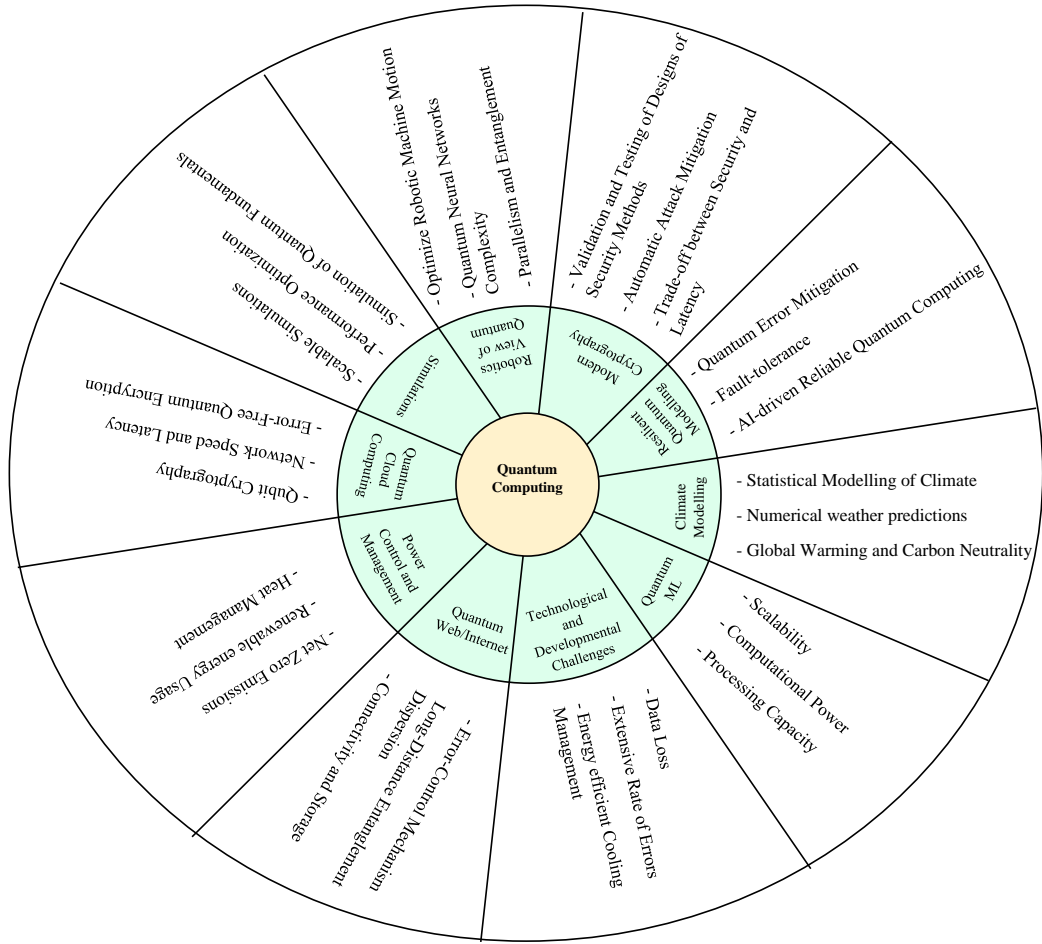 Quantum
Computing
Modern
Cryptography
- Validation and Testing of Designs of
Security Methods
- Automatic Attack Mitigation
- Trade-off between Security and
Latency
Resilient
Quantum
Modelling
- Quantum Error Mitigation
- Fault-tolerance
- AI-driven Reliable Quantum Computing
Climate
Modelling
- Statistical Modelling of Climate
- Numerical weather predictions
- Global Warming and Carbon Neutrality
Quantum
ML
- Scalability
- Computational Power
- Processing Capacity
Technological
and
Developmental
Challenges
- Data Loss
- Extensive Rate of Errors
- Energy efficient Cooling
Management
Quantum
Web/Internet
- Error-Control Mechanism
Long-Distance Entanglement
Dispersion
- Connectivity and Storage
Power
Control and
Management
- Heat Management
- Renewable energy Usage
- Net Zero Emissions
Quantum
Cloud
Computing
- Error-Free Quantum Encryption
- Network Speed and Latency
- Qubit Cryptography
Simulations
- Simulation of Quantum Fundamentals
- Performance Optimization
- Scalable Simulations
Robotics
View of
Quantum
- Optimize Robotic Machine Motion
- Quantum Neural Networks
Complexity
- Parallelism and Entanglement